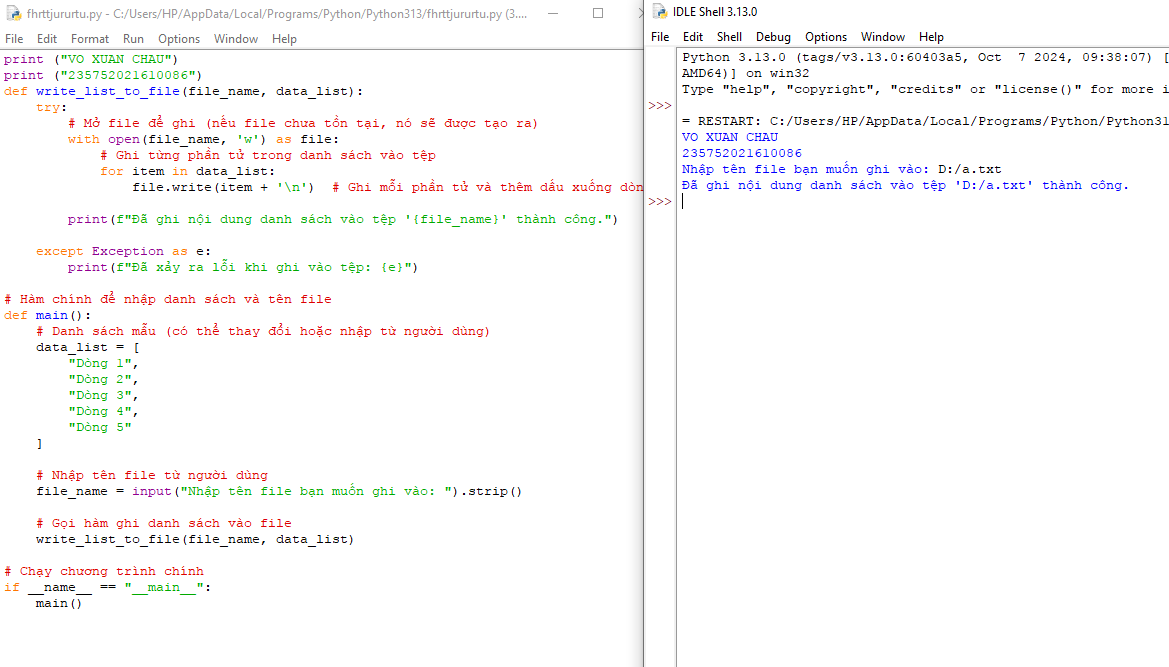 fhrttjururtu.py - C:/Users/HP/AppData/Local/Programs/Python/Python313/fhrttjururtu.py (3....
File Edit Format Run Options Window Help
print ("VO XUAN CHAU")
print ("235752021610086")
def write_list_to_file(file_name, data_list):
    try:
        # Mở file để ghi (nếu file chưa tồn tại, nó sẽ được tạo ra)
        with open(file_name, 'w') as file:
            # Ghi từng phần tử trong danh sách vào tệp
            for item in data_list:
                file.write(item + '\n')  # Ghi mỗi phần tử và thêm dấu xuống dòn
        print(f"Đã ghi nội dung danh sách vào tệp '{file_name}' thành công.")
    except Exception as e:
        print(f"Đã xảy ra lỗi khi ghi vào tệp: {e}")
# Hàm chính để nhập danh sách và tên file
def main():
    # Danh sách mẫu (có thể thay đổi hoặc nhập từ người dùng)
    data_list = [
        "Dòng 1",
        "Dòng 2",
        "Dòng 3",
        "Dòng 4",
        "Dòng 5"
    ]
    # Nhập tên file từ người dùng
    file_name = input("Nhập tên file bạn muốn ghi vào: ").strip()
    # Gọi hàm ghi danh sách vào file
    write_list_to_file(file_name, data_list)
# Chạy chương trình chính
if __name__ == "__main__":
    main()
IDLE Shell 3.13.0
File Edit Shell Debug Options Window Help
Python 3.13.0 (tags/v3.13.0:60403a5, Oct  7 2024, 09:38:07) [
AMD64)] on win32
Type "help", "copyright", "credits" or "license()" for more i
>>>
= RESTART: C:/Users/HP/AppData/Local/Programs/Python/Python31
VO XUAN CHAU
235752021610086
Nhập tên file bạn muốn ghi vào: D:/a.txt
Đã ghi nội dung danh sách vào tệp 'D:/a.txt' thành công.
>>>